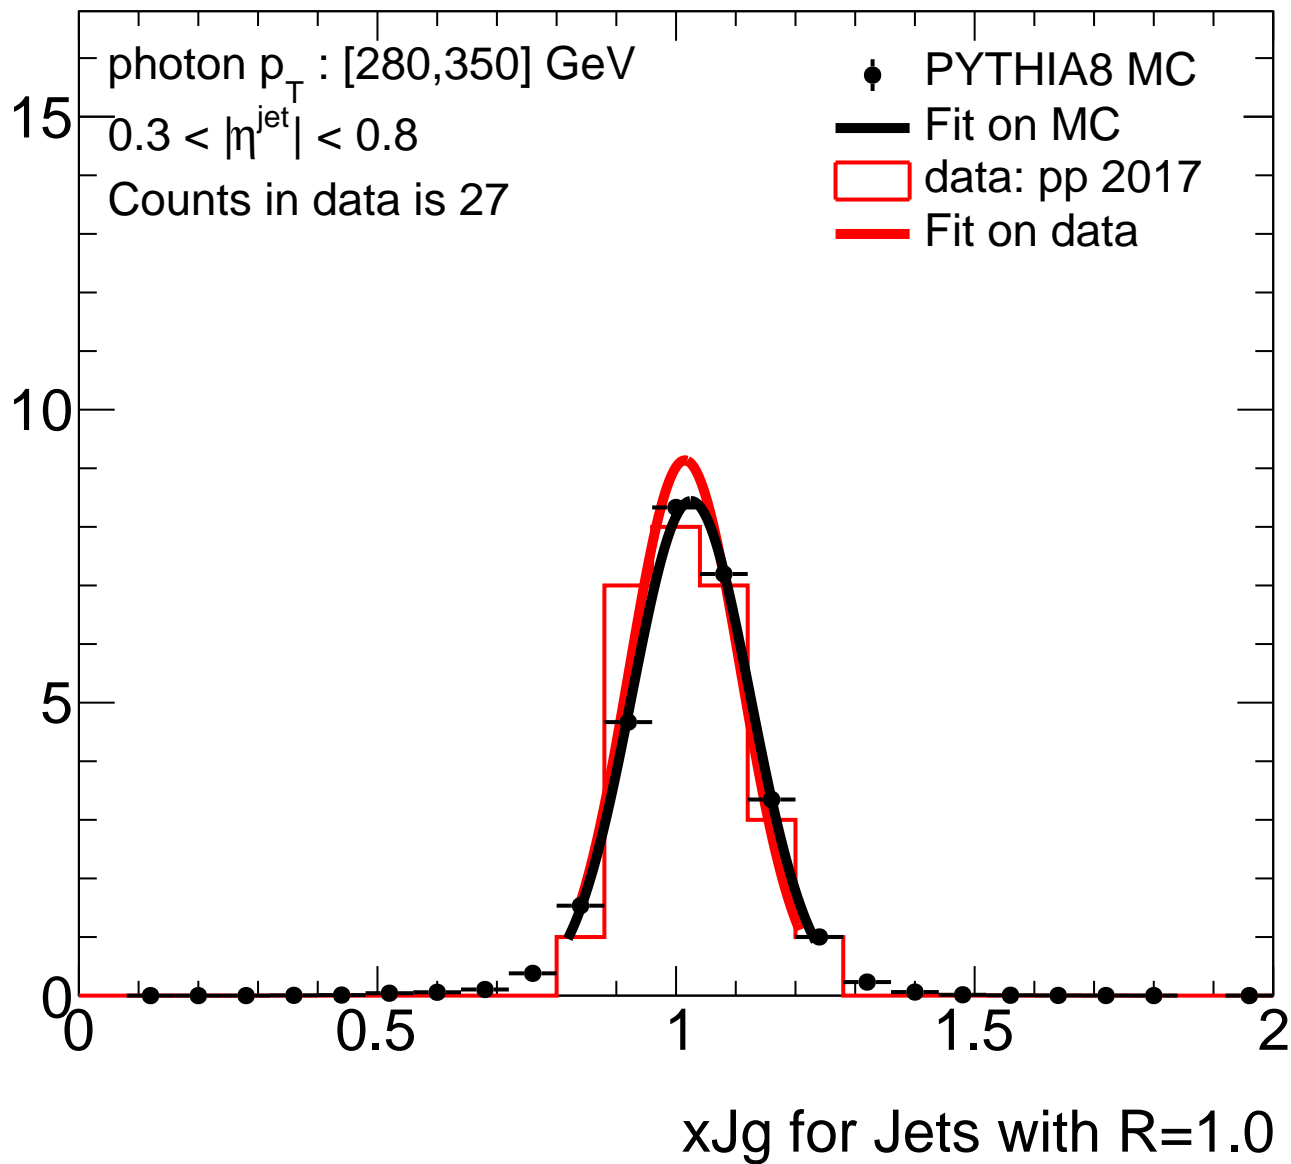 photon p_T : [280,350] GeV
0.3 < |η^jet| < 0.8
Counts in data is 27
PYTHIA8 MC
Fit on MC
data: pp 2017
Fit on data
15
10
5
0
0 0.5 1 1.5 2
xJg for Jets with R=1.0